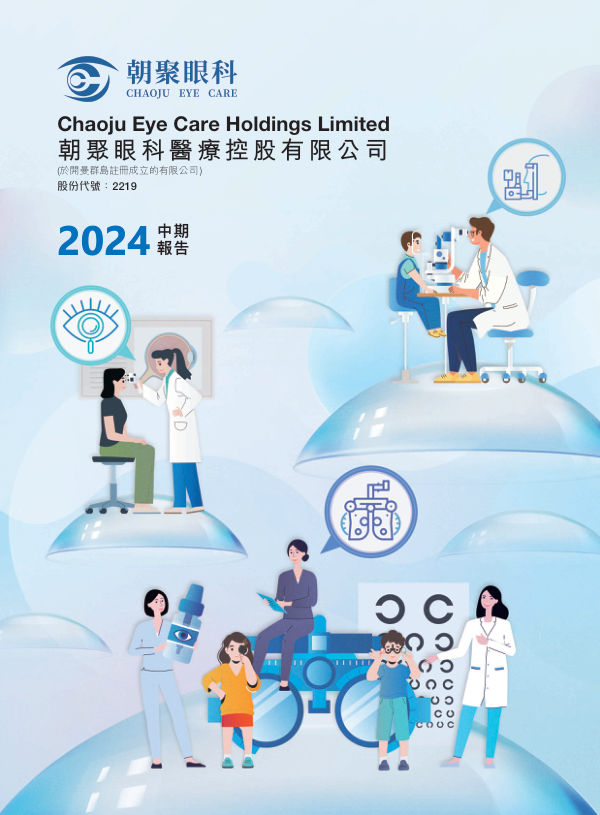 朝聚眼科
CHAOJU EYE CARE
Chaoju Eye Care Holdings Limited
朝聚眼科醫療控股有限公司
(於開曼群島註冊成立的有限公司)
股份代號：2219
2024 中期
報告